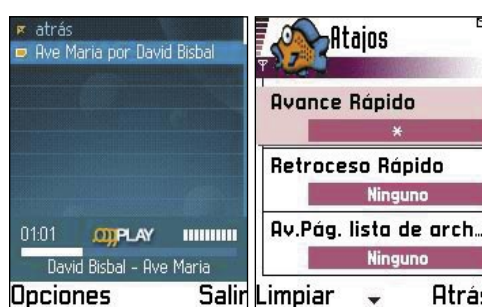 atrás
Ave Maria por David Bisbal
01:01 OggPLAY
David Bisbal - Ave Maria
Opciones Salir
Atajos
Avance Rápido
*
Retroceso Rápido
Ninguno
Av.Pág. lista de arch...
Ninguno
Limpiar Atrás